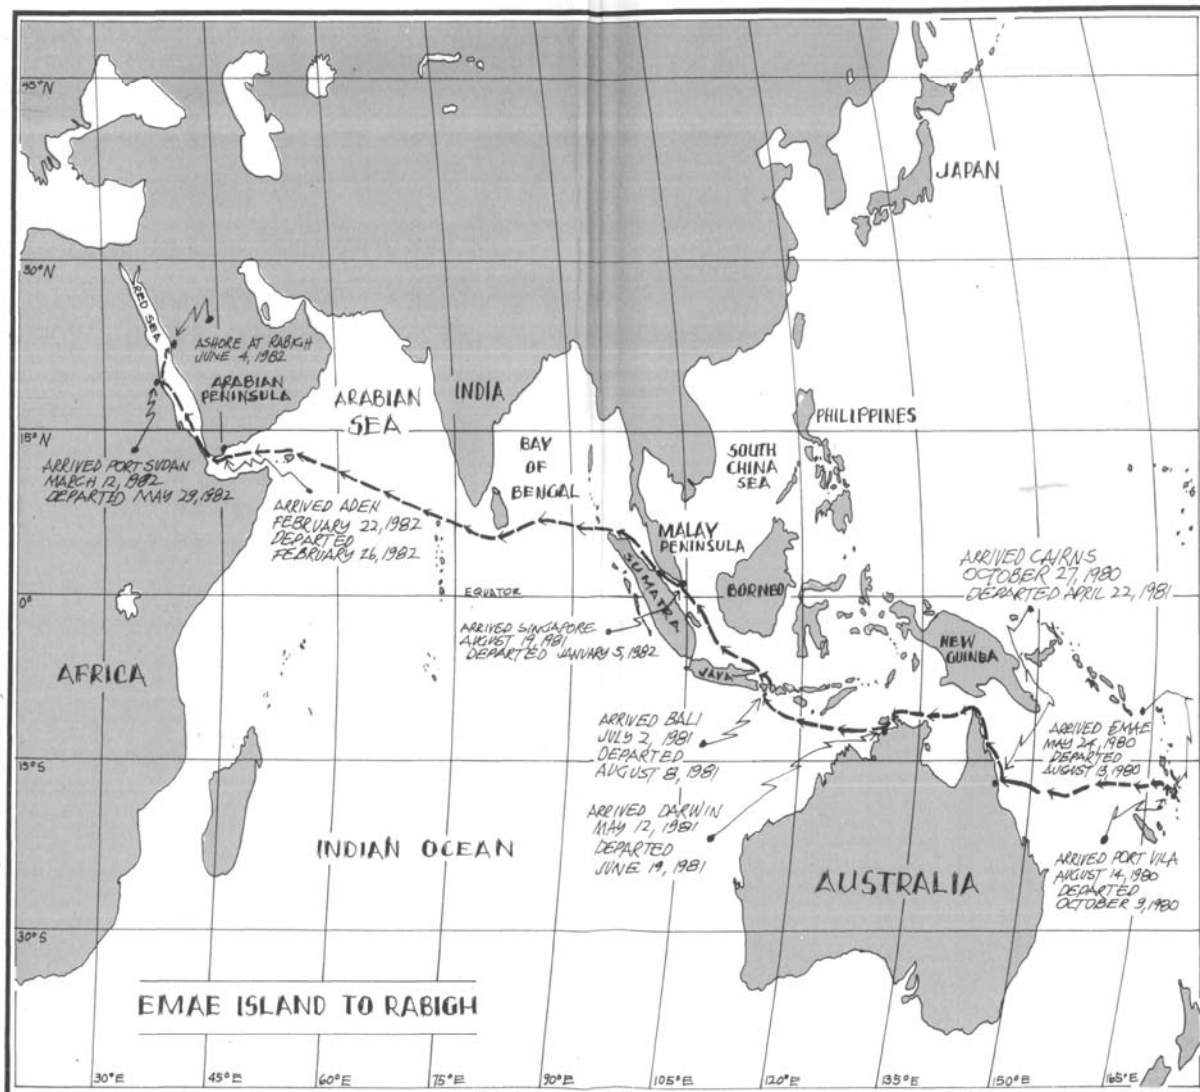 45°N
JAPAN
30°N
RED SEA
ASHORE AT RABIGH
JUNE 4, 1982
ARABIAN
PENINSULA
ARABIAN
SEA
INDIA
PHILIPPINES
15°N
BAY
OF
BENGAL
SOUTH
CHINA
SEA
ARRIVED PORT SUDAN
MARCH 12, 1982
DEPARTED MAY 29, 1982
ARRIVED ADEN
FEBRUARY 22, 1982
DEPARTED
FEBRUARY 26, 1982
MALAY
PENINSULA
SUMATRA
BORNEO
ARRIVED CAIRNS
OCTOBER 27, 1980
DEPARTED APRIL 22, 1981
0°
EQUATOR
ARRIVED SINGAPORE
AUGUST 19, 1981
DEPARTED JANUARY 5, 1982
NEW
GUINEA
AFRICA
JAVA
ARRIVED BALI
JULY 2, 1981
DEPARTED
AUGUST 8, 1981
ARRIVED EMAE
MAY 24, 1980
DEPARTED
AUGUST 13, 1980
15°S
ARRIVED DARWIN
MAY 12, 1981
DEPARTED
JUNE 19, 1981
INDIAN OCEAN
AUSTRALIA
ARRIVED PORT VILA
AUGUST 14, 1980
DEPARTED
OCTOBER 9, 1980
30°S
EMAE ISLAND TO RABIGH
30°E
45°E
60°E
75°E
90°E
105°E
120°E
135°E
150°E
165°E